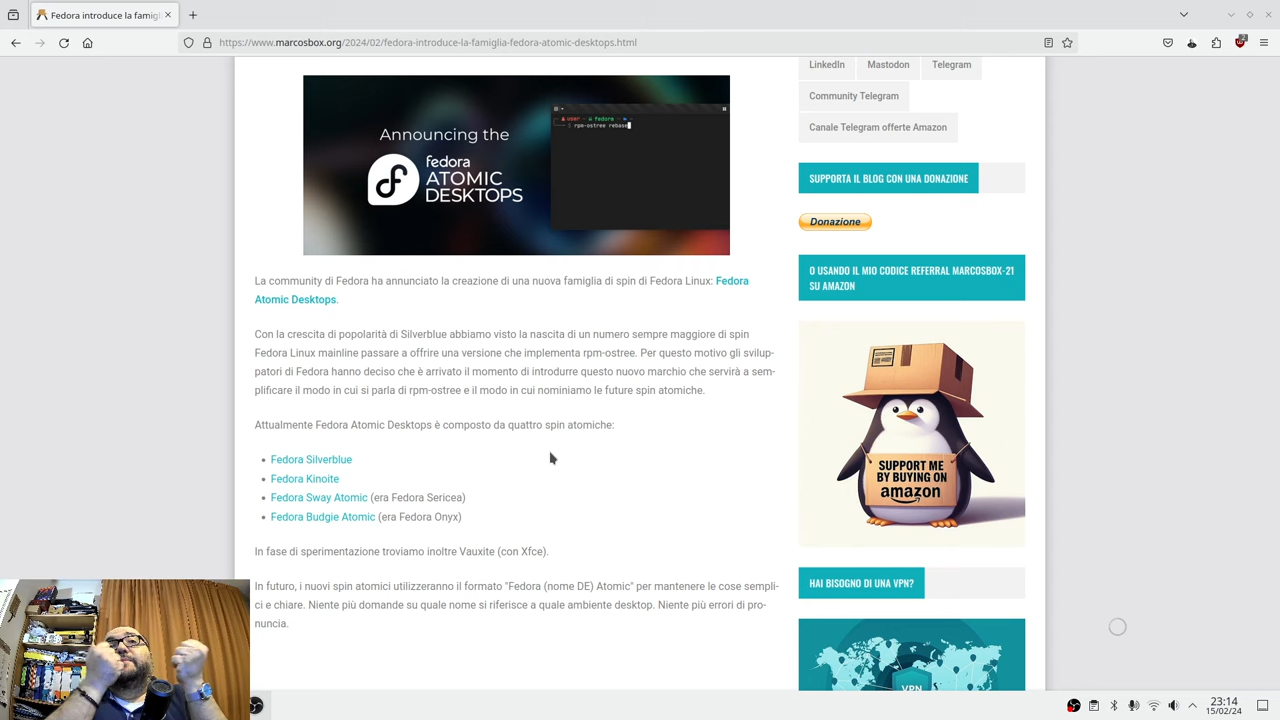 Fedora introduce la famigl
https://www.marcosbox.org/2024/02/fedora-introduce-la-famiglia-fedora-atomic-desktops.html
LinkedIn
Mastodon
Telegram
Community Telegram
Canale Telegram offerte Amazon
Announcing the
fedora
ATOMIC
DESKTOPS
user fedora
rpm-ostree rebase
SUPPORTA IL BLOG CON UNA DONAZIONE
Donazione
O USANDO IL MIO CODICE REFERRAL MARCOSBOX-21
SU AMAZON
La community di Fedora ha annunciato la creazione di una nuova famiglia di spin di Fedora Linux: Fedora
Atomic Desktops.
Con la crescita di popolarità di Silverblue abbiamo visto la nascita di un numero sempre maggiore di spin
Fedora Linux mainline passare a offrire una versione che implementa rpm-ostree. Per questo motivo gli svilup-
patori di Fedora hanno deciso che è arrivato il momento di introdurre questo nuovo marchio che servirà a sem-
plificare il modo in cui si parla di rpm-ostree e il modo in cui nominiamo le future spin atomiche.
Attualmente Fedora Atomic Desktops è composto da quattro spin atomiche:
• Fedora Silverblue
• Fedora Kinoite
• Fedora Sway Atomic (era Fedora Sericea)
• Fedora Budgie Atomic (era Fedora Onyx)
In fase di sperimentazione troviamo inoltre Vauxite (con Xfce).
In futuro, i nuovi spin atomici utilizzeranno il formato "Fedora (nome DE) Atomic" per mantenere le cose sempli-
ci e chiare. Niente più domande su quale nome si riferisce a quale ambiente desktop. Niente più errori di pro-
nuncia.
SUPPORT ME
BY BUYING ON
amazon
HAI BISOGNO DI UNA VPN?
VPN
23:14
15/02/24